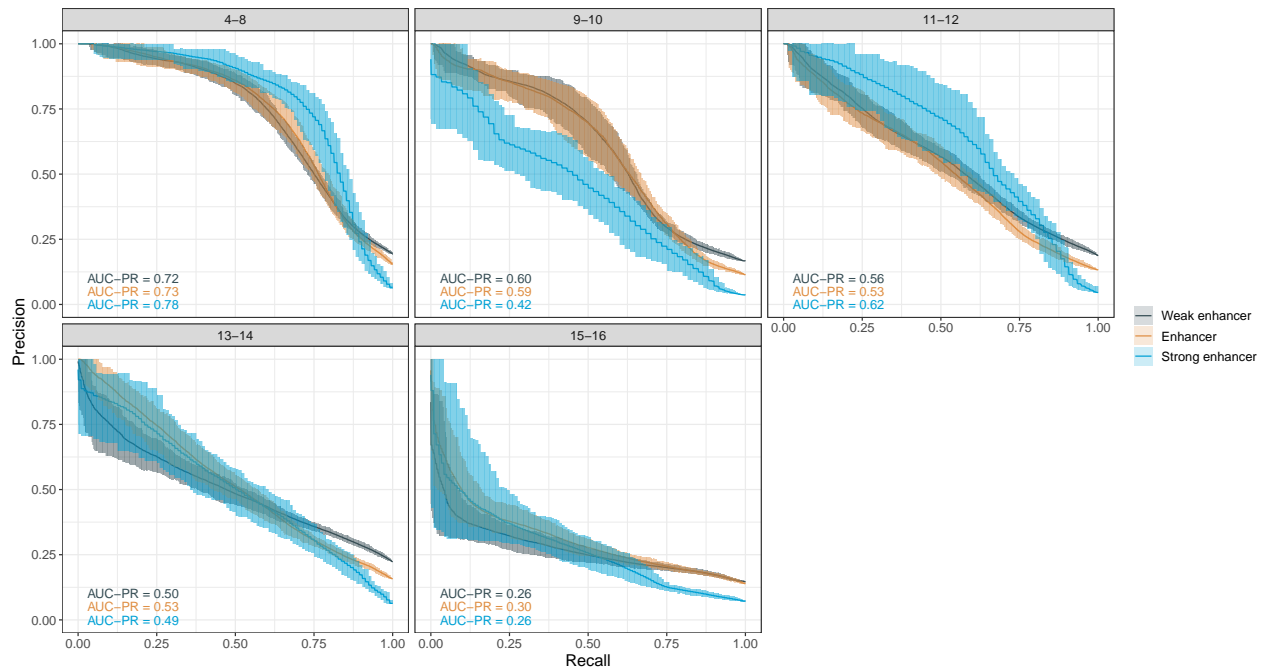 4−8
9−10
11−12
1.00
0.75
0.50
0.25
0.00
AUC−PR = 0.72
AUC−PR = 0.73
AUC−PR = 0.78
AUC−PR = 0.60
AUC−PR = 0.59
AUC−PR = 0.42
AUC−PR = 0.56
AUC−PR = 0.53
AUC−PR = 0.62
0.00 0.25 0.50 0.75 1.00
Precision
Weak enhancer
Enhancer
Strong enhancer
13−14
15−16
1.00
0.75
0.50
0.25
0.00
AUC−PR = 0.50
AUC−PR = 0.53
AUC−PR = 0.49
AUC−PR = 0.26
AUC−PR = 0.30
AUC−PR = 0.26
0.00 0.25 0.50 0.75 1.00
0.00 0.25 0.50 0.75 1.00
Recall